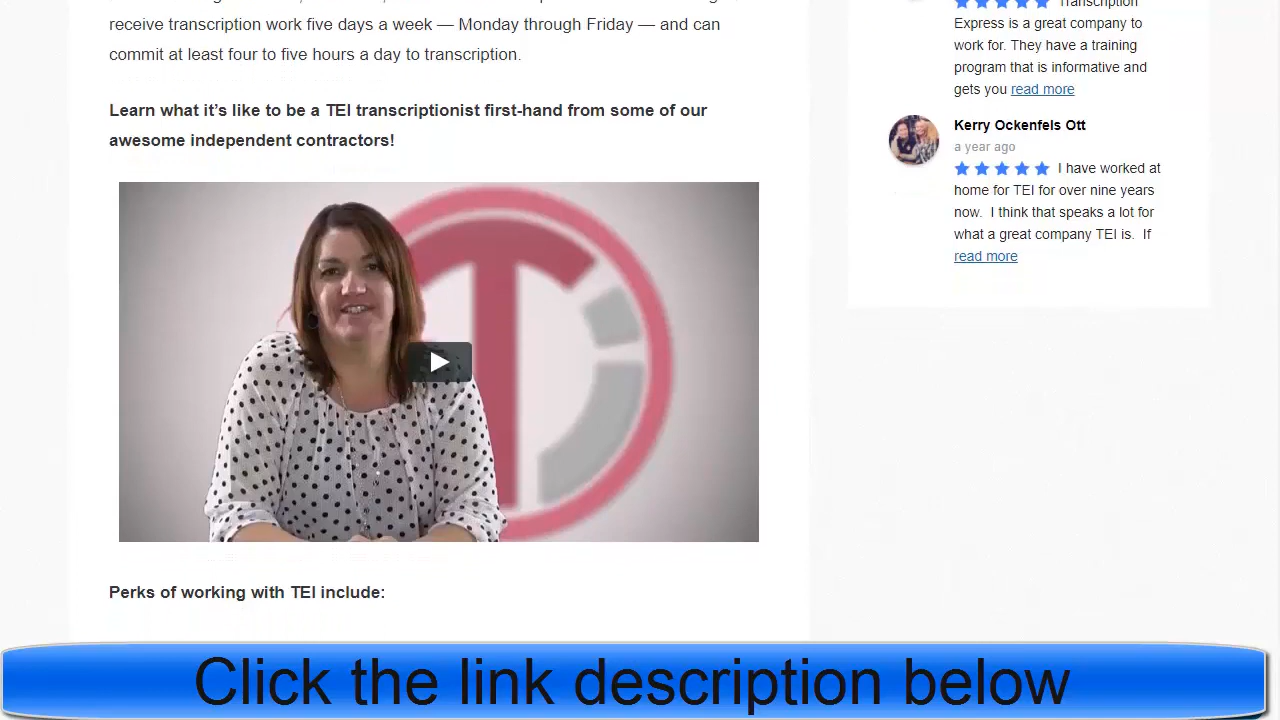 receive transcription work five days a week — Monday through Friday — and can
commit at least four to five hours a day to transcription.
Learn what it’s like to be a TEI transcriptionist first-hand from some of our
awesome independent contractors!
Perks of working with TEI include:
Transcription
Express is a great company to
work for. They have a training
program that is informative and
gets you read more
Kerry Ockenfels Ott
a year ago
I have worked at
home for TEI for over nine years
now. I think that speaks a lot for
what a great company TEI is. If
read more
Click the link description below